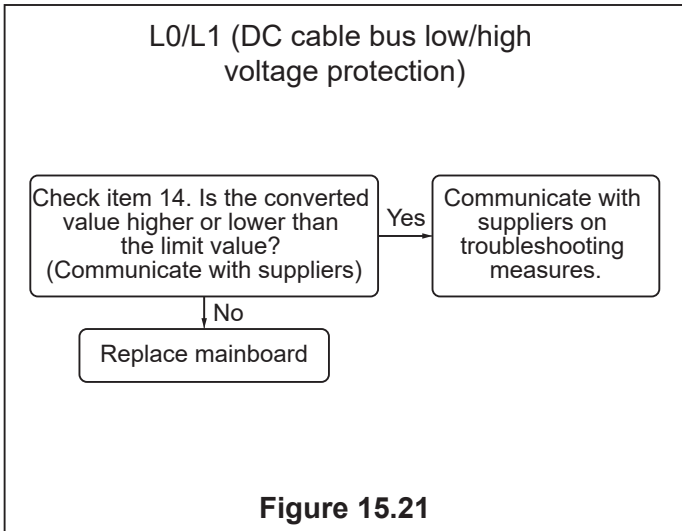 L0/L1 (DC cable bus low/high
voltage protection)
Check item 14. Is the converted
value higher or lower than
the limit value?
(Communicate with suppliers)
Yes
Communicate with
suppliers on
troubleshooting
measures.
No
Replace mainboard
Figure 15.21